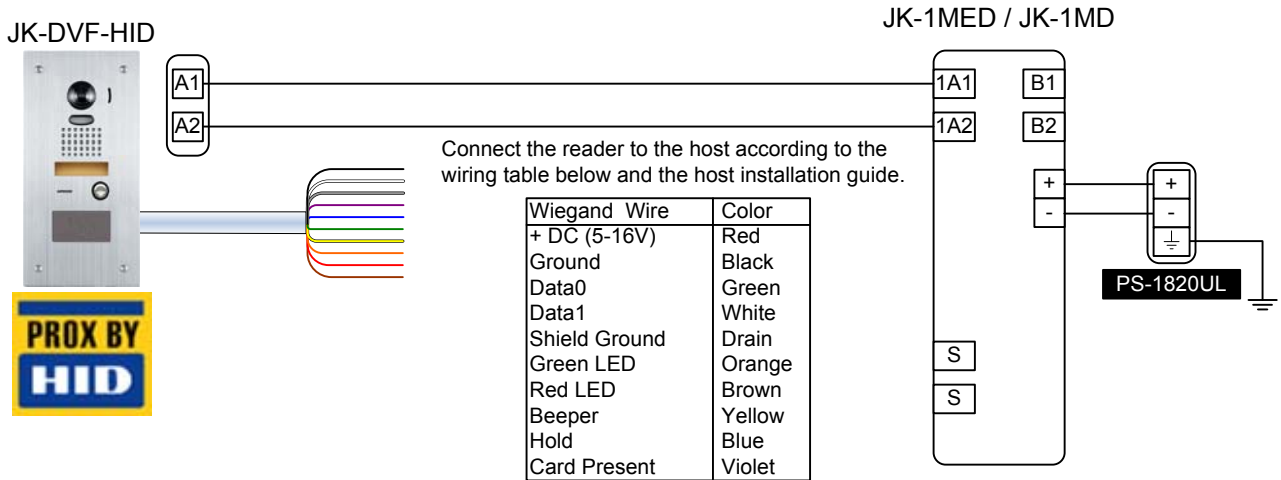 JK-DVF-HID
JK-1MED / JK-1MD
A1
A2
1A1
B1
1A2
B2
Connect the reader to the host according to the
wiring table below and the host installation guide.
+
-
+
-
PS-1820UL
Wiegand Wire Color
+ DC (5-16V) Red
Ground Black
Data0 Green
Data1 White
Shield Ground Drain
Green LED Orange
Red LED Brown
Beeper Yellow
Hold Blue
Card Present Violet
S
S
PROX BY
HID